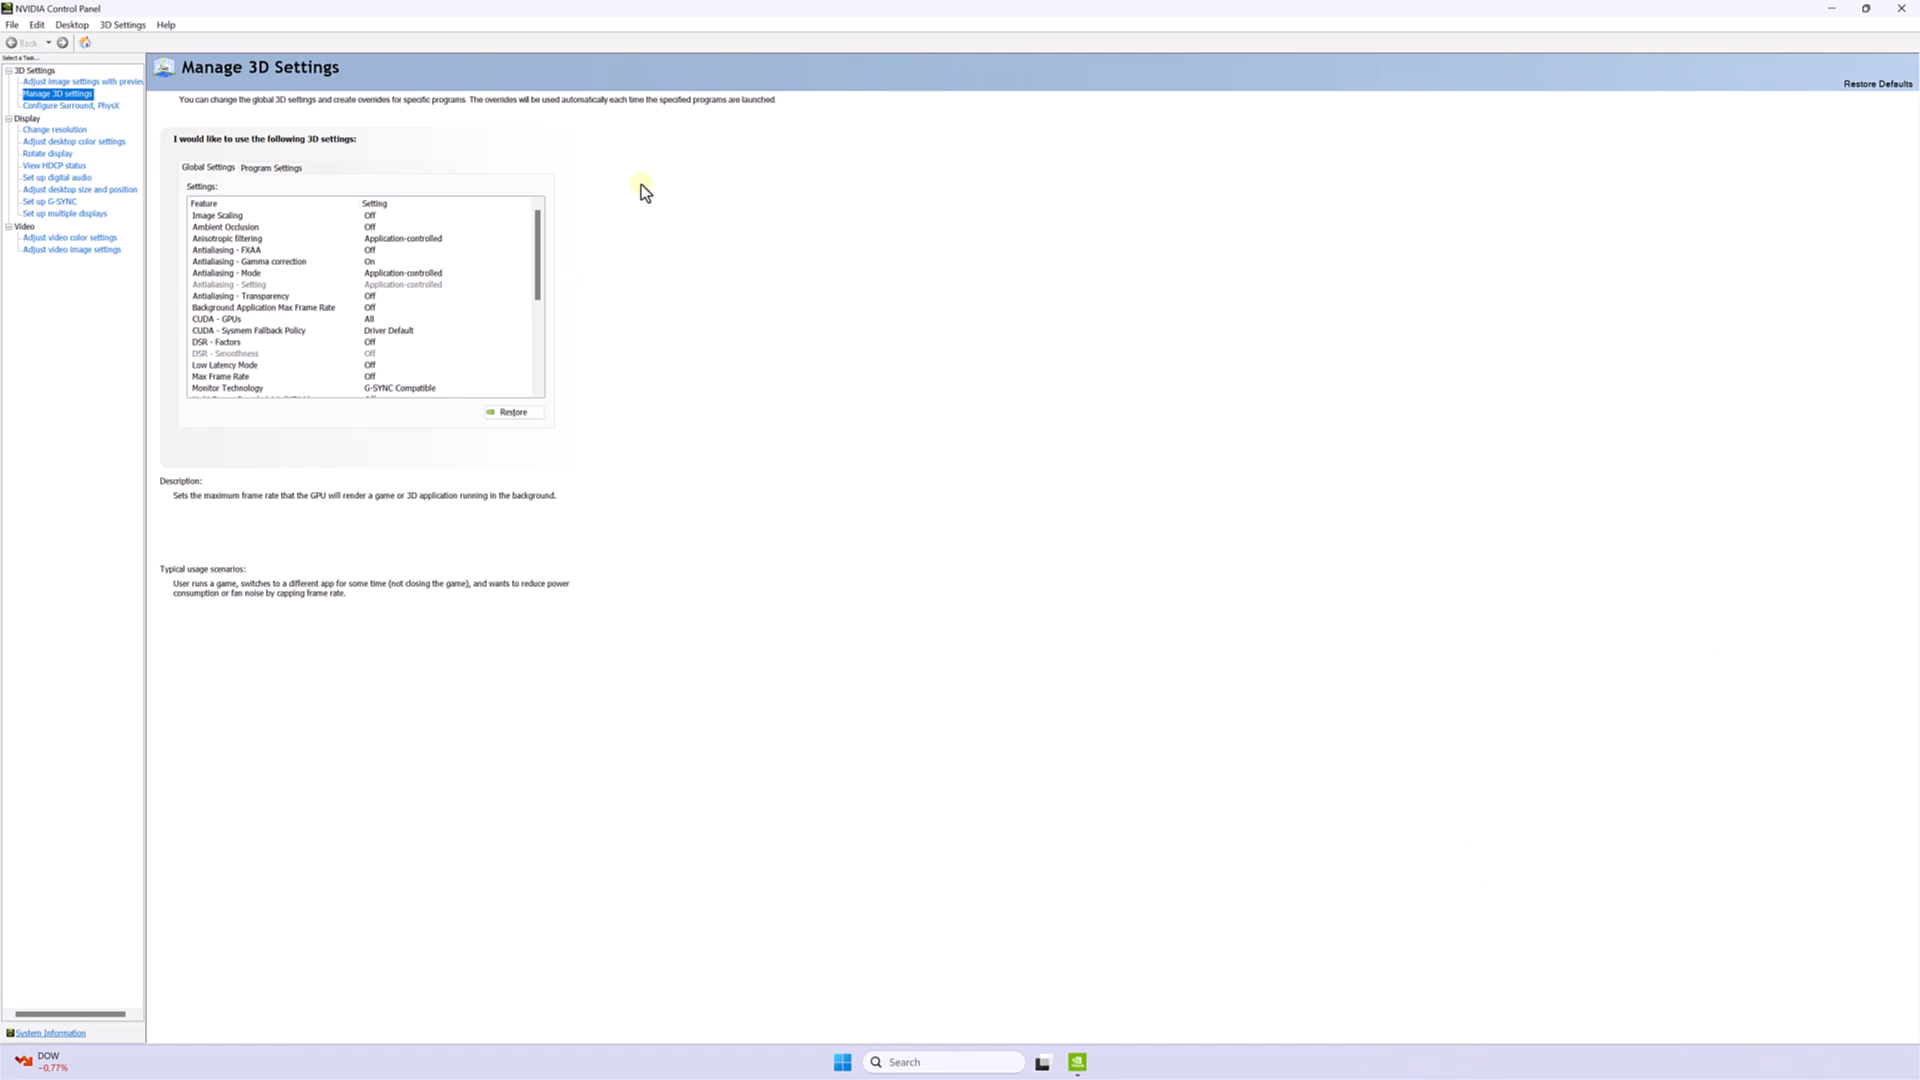 NVIDIA Control Panel
File Edit Desktop 3D Settings Help
Back
Select a Task...
3D Settings
Adjust image settings with preview
Manage 3D settings
Configure Surround, PhysX
Display
Change resolution
Adjust desktop color settings
Rotate display
View HDCP status
Set up digital audio
Adjust desktop size and position
Set up G-SYNC
Set up multiple displays
Video
Adjust video color settings
Adjust video image settings
System Information
Manage 3D Settings
Restore Defaults
You can change the global 3D settings and create overrides for specific programs. The overrides will be used automatically each time the specified programs are launched.
I would like to use the following 3D settings:
Global Settings Program Settings
Settings:
Feature Setting
Image Scaling Off
Ambient Occlusion Off
Anisotropic filtering Application-controlled
Antialiasing - FXAA Off
Antialiasing - Gamma correction On
Antialiasing - Mode Application-controlled
Antialiasing - Setting Application-controlled
Antialiasing - Transparency Off
Background Application Max Frame Rate Off
CUDA - GPUs All
CUDA - Sysmem Fallback Policy Driver Default
DSR - Factors Off
DSR - Smoothness Off
Low Latency Mode Off
Max Frame Rate Off
Monitor Technology G-SYNC Compatible
Restore
Description:
Sets the maximum frame rate that the GPU will render a game or 3D application running in the background.
Typical usage scenarios:
User runs a game, switches to a different app for some time (not closing the game), and wants to reduce power
consumption or fan noise by capping frame rate.
DOW
-0,77%
Search